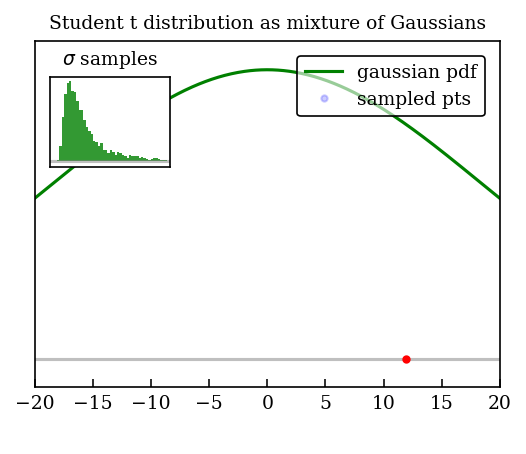 Student t distribution as mixture of Gaussians
σ samples
gaussian pdf
sampled pts
−20 −15 −10 −5 0 5 10 15 20